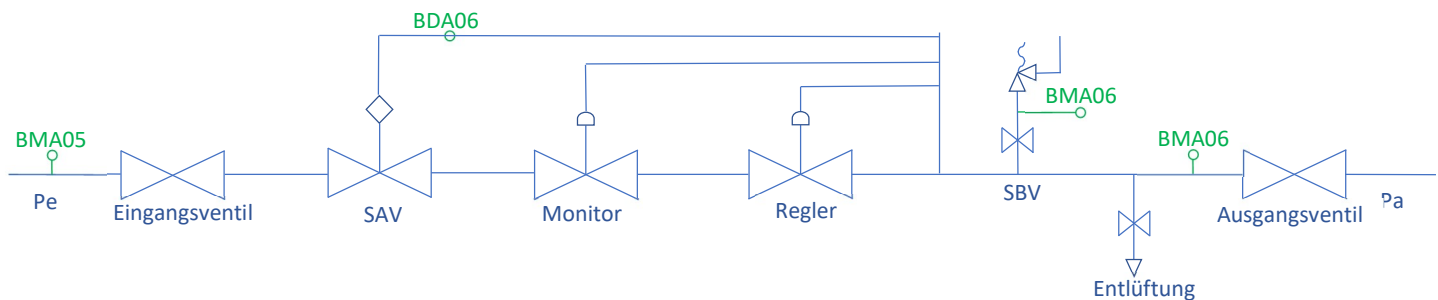 BDA06
BMA06
BMA05
BMA06
Pe
Eingangsventil
SAV
Monitor
Regler
SBV
Ausgangsventil
Pa
Entlüftung